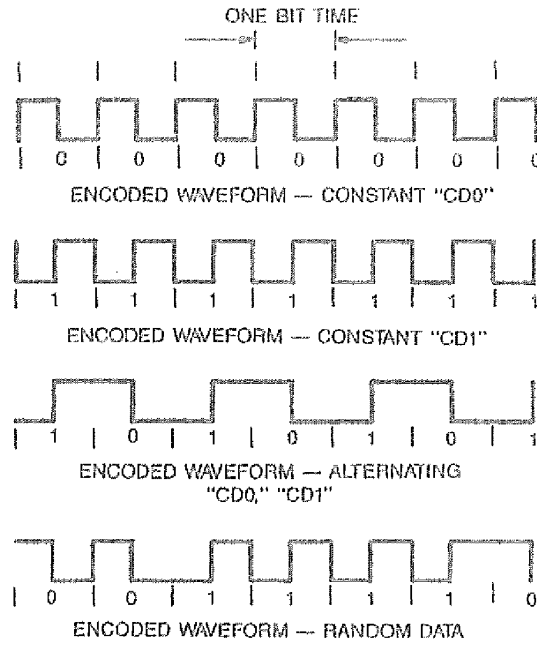 ONE BIT TIME
| 0 | 0 | 0 | 0 | 0 | 0 | 0
ENCODED WAVEFORM — CONSTANT "CD0"
| 1 | 1 | 1 | 1 | 1 | 1 | 1
ENCODED WAVEFORM — CONSTANT "CD1"
| 1 | 0 | 1 | 0 | 1 | 0 | 1
ENCODED WAVEFORM — ALTERNATING
"CD0," "CD1"
| 0 | 0 | 1 | 1 | 1 | 1 | 0
ENCODED WAVEFORM — RANDOM DATA